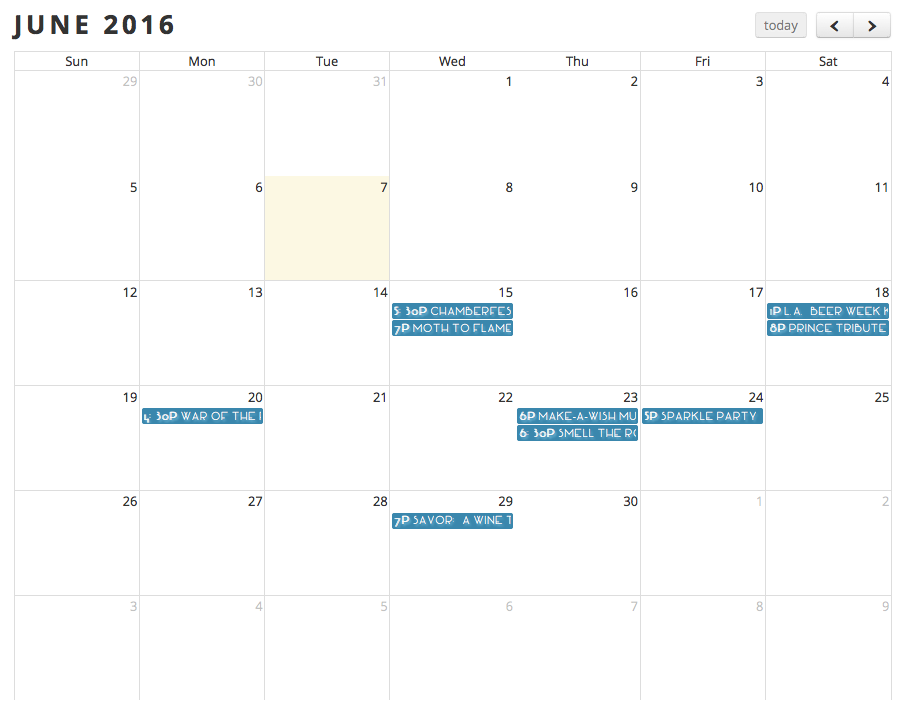 JUNE 2016
today
Sun Mon Tue Wed Thu Fri Sat
29 30 31 1 2 3 4
5 6 7 8 9 10 11
12 13 14 15 16 17 18
5:30P CHAMBERFES
1P L.A. BEER WEEK
7P MOTH TO FLAME
8P PRINCE TRIBUTE
19 20 21 22 23 24 25
4:30P WAR OF THE
6P MAKE-A-WISH MU
5P SPARKLE PARTY
6:30P SMELL THE RO
26 27 28 29 30 1 2
7P SAVOR: A WINE T
3 4 5 6 7 8 9